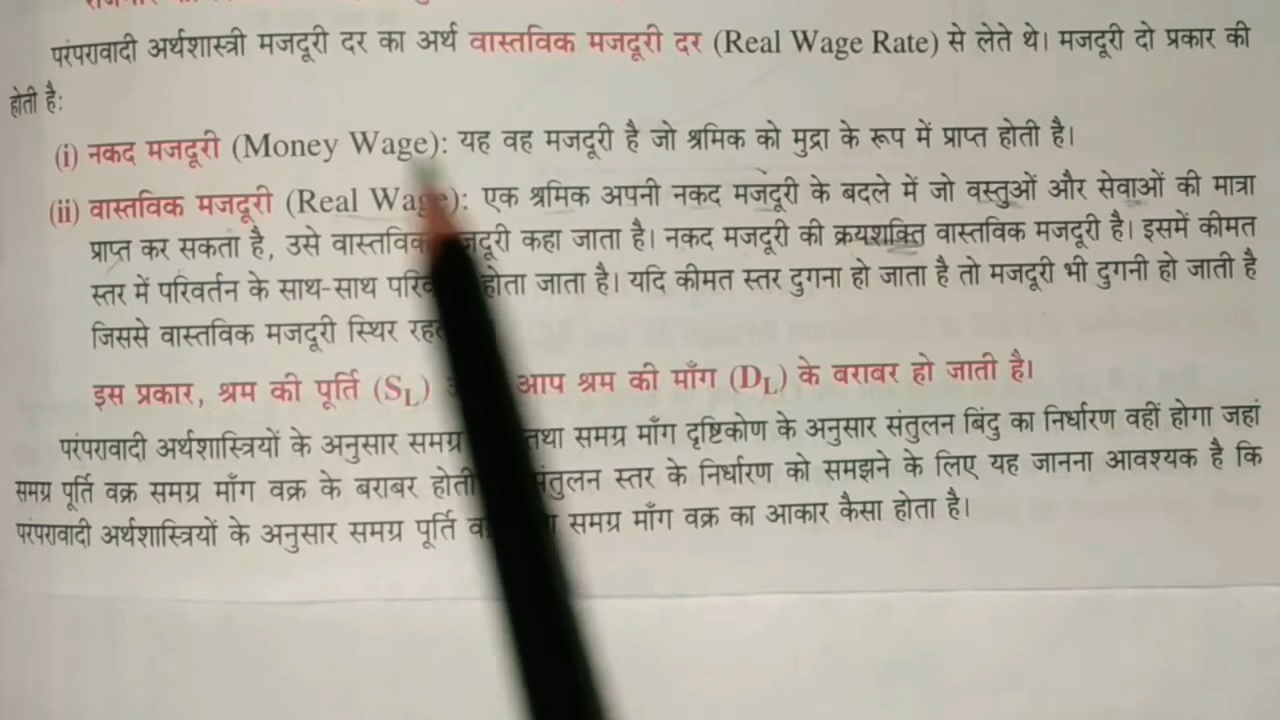 परंपरावादी अर्थशास्त्री मजदूरी दर का अर्थ वास्तविक मजदूरी दर (Real Wage Rate) से लेते थे। मजदूरी दो प्रकार की
होती है:
(i) नकद मजदूरी (Money Wage): यह वह मजदूरी है जो श्रमिक को मुद्रा के रूप में प्राप्त होती है।
(ii) वास्तविक मजदूरी (Real Wage): एक श्रमिक अपनी नकद मजदूरी के बदले में जो वस्तुओं और सेवाओं की मात्रा
प्राप्त कर सकता है, उसे वास्तविक मजदूरी कहा जाता है। नकद मजदूरी की क्रयशक्ति वास्तविक मजदूरी है। इसमें कीमत
स्तर में परिवर्तन के साथ-साथ होता जाता है। यदि कीमत स्तर दुगना हो जाता है तो मजदूरी भी दुगनी हो जाती है
जिससे वास्तविक मजदूरी स्थिर
इस प्रकार, श्रम की पूर्ति (S_L) आप श्रम की माँग (D_L) के बराबर हो जाती है।
परंपरावादी अर्थशास्त्रियों के अनुसार समग्र तथा समग्र माँग दृष्टिकोण के अनुसार संतुलन बिंदु का निर्धारण वहीं होगा जहां
समग्र पूर्ति वक्र समग्र माँग वक्र के बराबर होती संतुलन स्तर के निर्धारण को समझने के लिए यह जानना आवश्यक है कि
परंपरावादी अर्थशास्त्रियों के अनुसार समग्र पूर्ति समग्र माँग वक्र का आकार कैसा होता है।